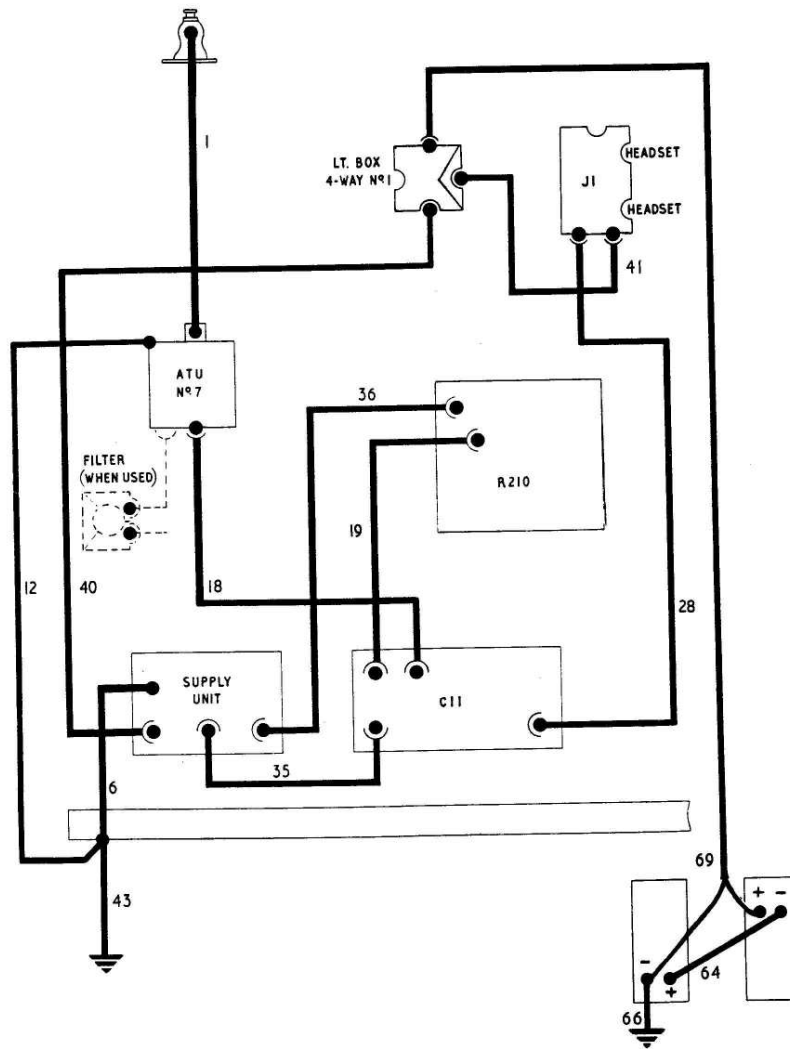 1
LT. BOX
4-WAY Nº1
J1
HEADSET
HEADSET
41
ATU
Nº7
36
FILTER
(WHEN USED)
R210
19
12
40
18
28
SUPPLY
UNIT
C11
35
6
43
69
+ -
-
+
64
66